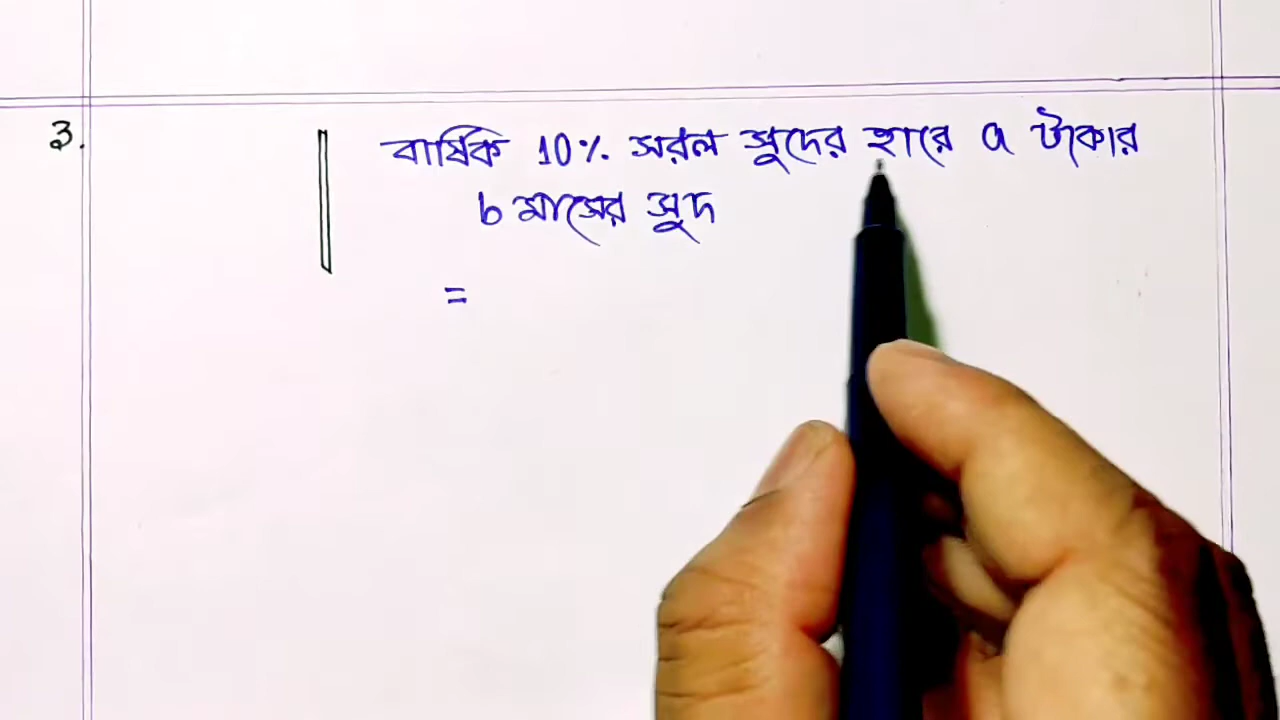 3.
বার্ষিক 10% সরল সুদের হারে a টাকার
b মাসের সুদ
=